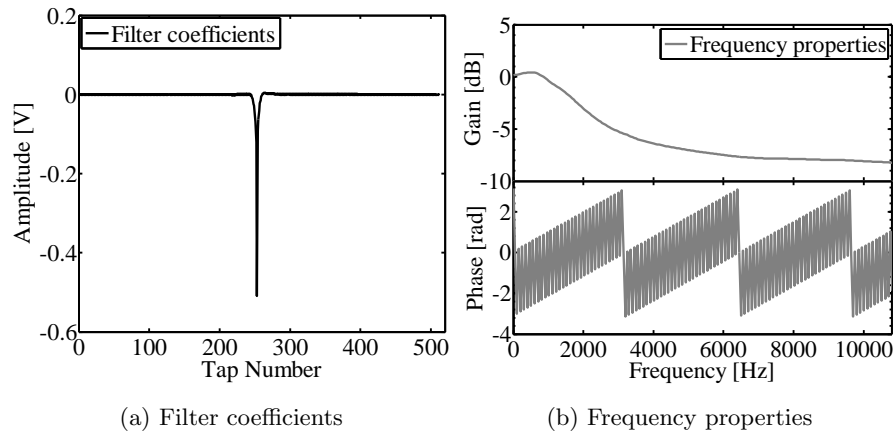 0.2
0
-0.2
-0.4
-0.6
Amplitude [V]
Filter coefficients
0 100 200 300 400 500
Tap Number
(a) Filter coefficients
5
0
-5
-10
Gain [dB]
Frequency properties
2
0
-2
-4
Phase [rad]
0 2000 4000 6000 8000 10000
Frequency [Hz]
(b) Frequency properties